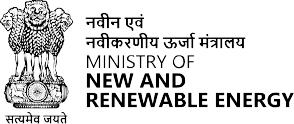 नवीन एवं
नवीकरणीय ऊर्जा मंत्रालय
MINISTRY OF
NEW AND
RENEWABLE ENERGY
सत्यमेव जयते